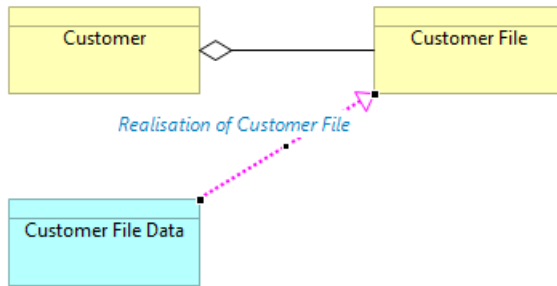 Customer
Customer File
Realisation of Customer File
Customer File Data